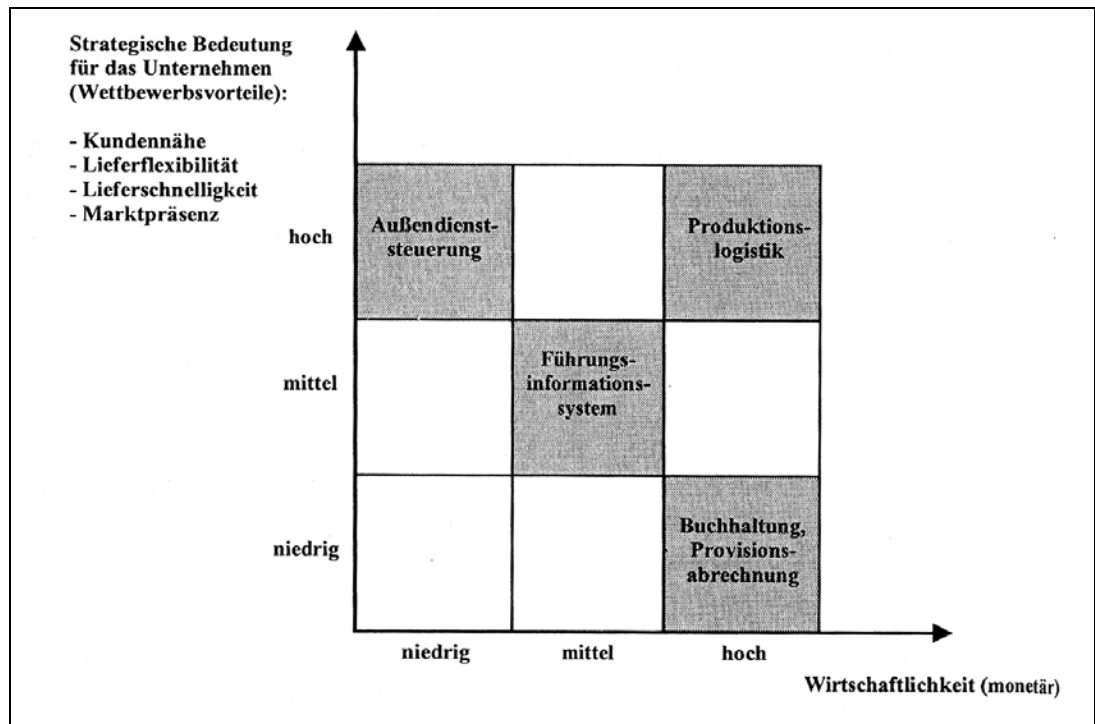 Strategische Bedeutung
für das Unternehmen
(Wettbewerbsvorteile):
- Kundennähe
- Lieferflexibilität
- Lieferschnelligkeit
- Marktpräsenz
hoch
Außendienst-
steuerung
Produktions-
logistik
mittel
Führungs-
informations-
system
niedrig
Buchhaltung,
Provisions-
abrechnung
niedrig
mittel
hoch
Wirtschaftlichkeit (monetär)